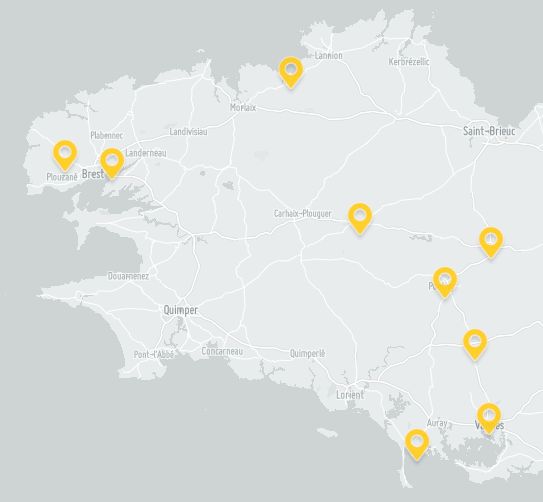 Lannion
Kerbrézellic
Morlaix
Saint-Brieuc
Landivisiau
Plabennec
Landerneau
Brest
Plouzané
Carhaix-Plouguer
Douarnenez
Quimper
Concarneau
Quimperlé
Pont-l'Abbé
Lorient
Auray